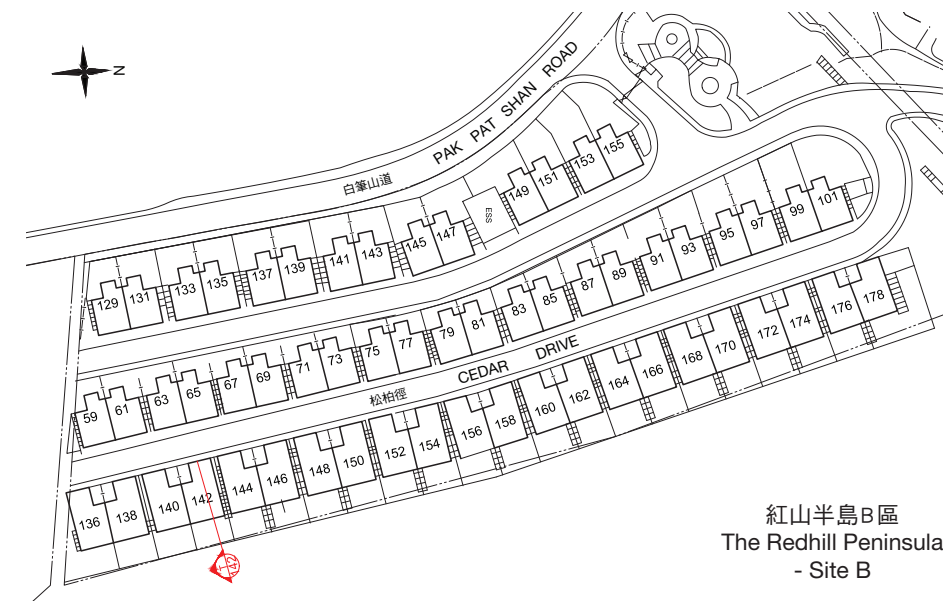 N
PAK PAT SHAN ROAD
白筆山道
ESS
149 151 153 155
129 131 133 135 137 139 141 143 145 147
59 61 63 65 67 69 71 73 75 77 79 81 83 85 87 89 91 93 95 97 99 101
松柏徑
CEDAR DRIVE
136 138 140 142 144 146 148 150 152 154 156 158 160 162 164 166 168 170 172 174 176 178
142
紅山半島B區
The Redhill Peninsula
- Site B